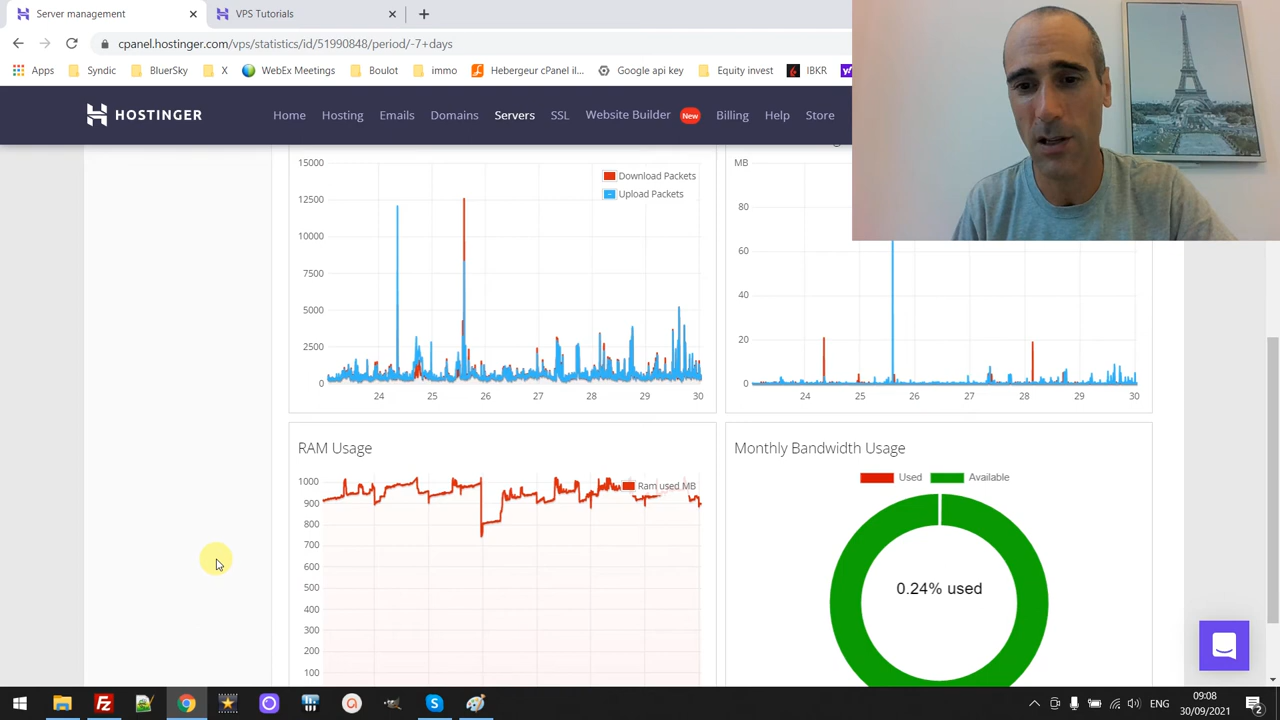 Server management
VPS Tutorials
cpanel.hostinger.com/vps/statistics/id/51990848/period/-7+days
Apps Syndic BlueSky X WebEx Meetings Boulot immo Hebergeur cPanel il... Google api key Equity invest IBKR
HOSTINGER Home Hosting Emails Domains Servers SSL Website Builder New Billing Help Store
15000
12500
10000
7500
5000
2500
0
Download Packets
Upload Packets
24 25 26 27 28 29 30
MB
80
60
40
20
0
24 25 26 27 28 29 30
RAM Usage
1000
900
800
700
600
500
400
300
200
100
Ram used MB
Monthly Bandwidth Usage
Used Available
0.24% used
ENG
09:08
30/09/2021
2